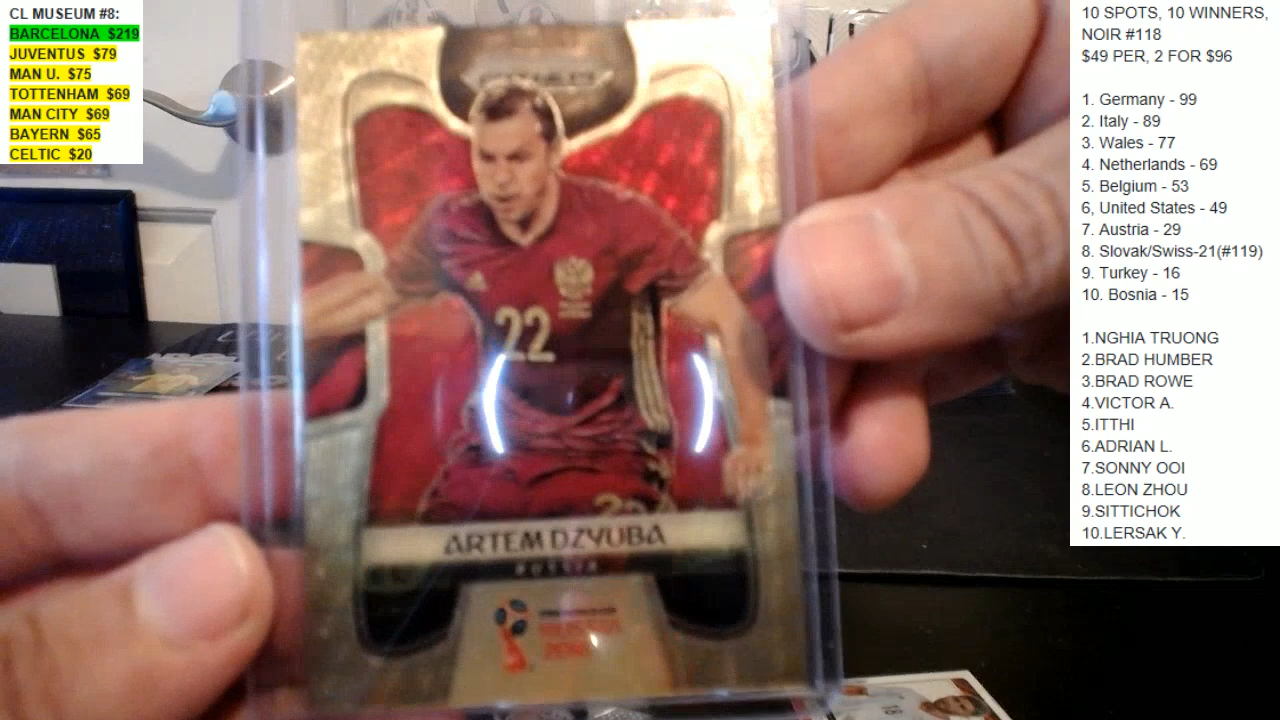 CL MUSEUM #8:
BARCELONA $219
JUVENTUS $79
MAN U. $75
TOTTENHAM $69
MAN CITY $69
BAYERN $65
CELTIC $20
PRIZM
22
22
ARTEM DZYUBA
RUSSIA
10 SPOTS, 10 WINNERS,
NOIR #118
$49 PER, 2 FOR $96
1. Germany - 99
2. Italy - 89
3. Wales - 77
4. Netherlands - 69
5. Belgium - 53
6, United States - 49
7. Austria - 29
8. Slovak/Swiss-21(#119)
9. Turkey - 16
10. Bosnia - 15
1.NGHIA TRUONG
2.BRAD HUMBER
3.BRAD ROWE
4.VICTOR A.
5.ITTHI
6.ADRIAN L.
7.SONNY OOI
8.LEON ZHOU
9.SITTICHOK
10.LERSAK Y.